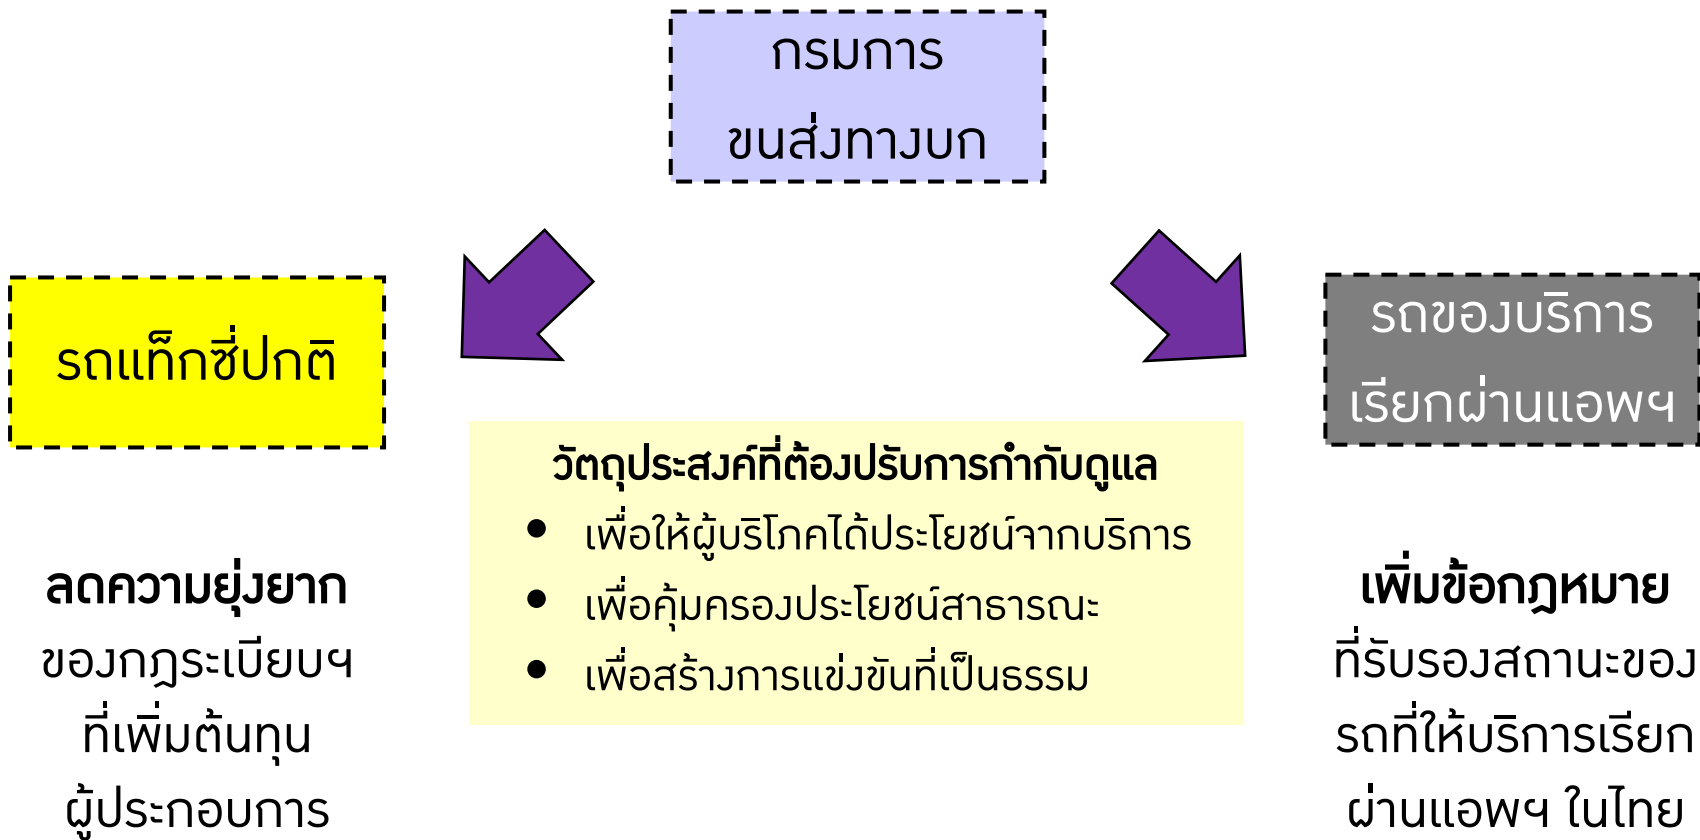 กรมการ
ขนส่งทางบก
รถแท็กซี่ปกติ
รถของบริการ
เรียกผ่านแอพฯ
วัตถุประสงค์ที่ต้องปรับการกำกับดูแล
● เพื่อให้ผู้บริโภคได้ประโยชน์จากบริการ
● เพื่อคุ้มครองประโยชน์สาธารณะ
● เพื่อสร้างการแข่งขันที่เป็นธรรม
ลดความยุ่งยาก
ของกฎระเบียบฯ
ที่เพิ่มต้นทุน
ผู้ประกอบการ
เพิ่มข้อกฎหมาย
ที่รับรองสถานะของ
รถที่ให้บริการเรียก
ผ่านแอพฯ ในไทย